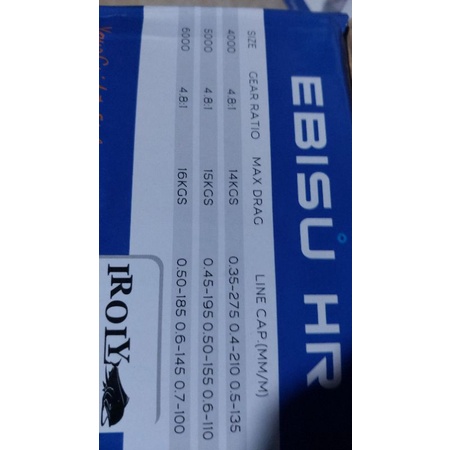 EBISU HR
SIZE GEAR RATIO MAX DRAG LINE CAP.(MM/M)
4000 4.8:1 14KGS 0.35-275 0.4-210 0.5-135
5000 4.8:1 15KGS 0.45-195 0.50-155 0.6-110
6000 4.8:1 16KGS 0.50-185 0.6-145 0.7-100